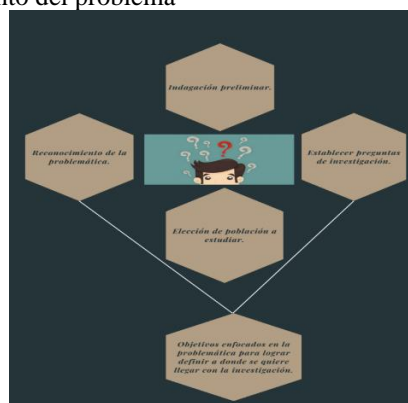 nto del problema
Indagación preliminar.
Reconocimiento de la
problemática.
Establecer preguntas
de investigación.
Elección de población a
estudiar.
Objetivos enfocados en la
problemática para lograr
definir a donde se quiere
llegar con la investigación.